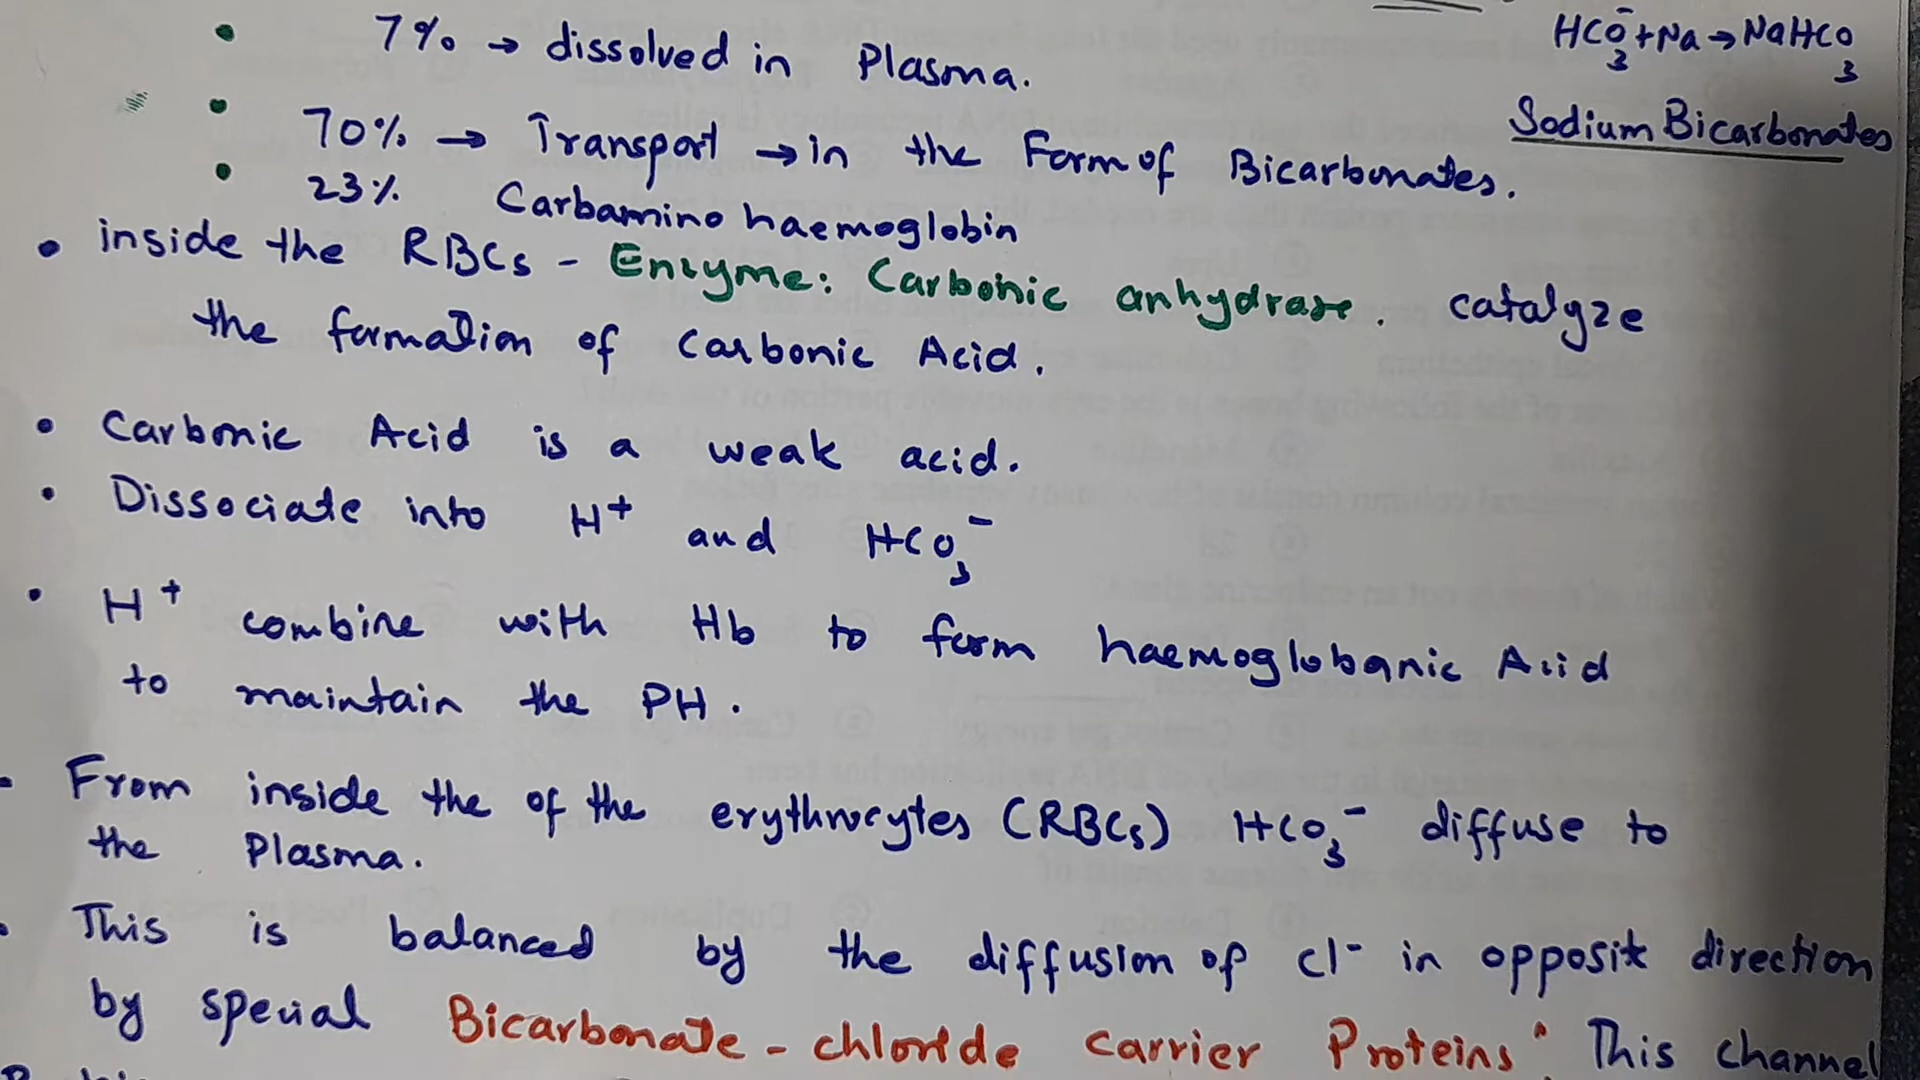 7% → dissolved in Plasma.
HCO3⁻ + Na → NaHCO3
Sodium Bicarbonates
70% → Transport → in the Form of Bicarbonates.
23% Carbamino haemoglobin
inside the RBCs - Enzyme: Carbonic anhydrase. catalyze
the formation of Carbonic Acid.
Carbonic Acid is a weak acid.
Dissociate into H⁺ and HCO3⁻
H⁺ combine with Hb to form haemoglobanic Acid
to maintain the PH.
From inside the of the erythrocytes (RBCs) HCO3⁻ diffuse to
the Plasma.
This is balanced by the diffusion of Cl⁻ in opposit direction
by special Bicarbonate - chloride carrier Proteins. This channel